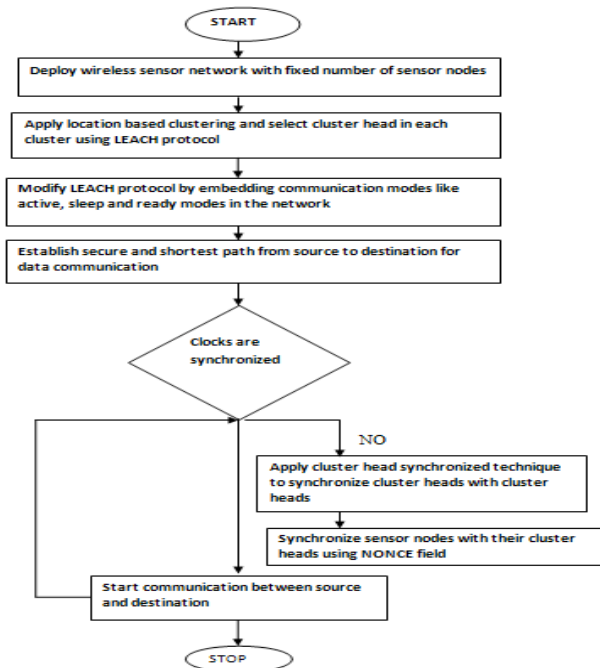 START
Deploy wireless sensor network with fixed number of sensor nodes
Apply location based clustering and select cluster head in each
cluster using LEACH protocol
Modify LEACH protocol by embedding communication modes like
active, sleep and ready modes in the network
Establish secure and shortest path from source to destination for
data communication
Clocks are
synchronized
NO
Apply cluster head synchronized technique
to synchronize cluster heads with cluster
heads
Synchronize sensor nodes with their cluster
heads using NONCE field
Start communication between source
and destination
STOP